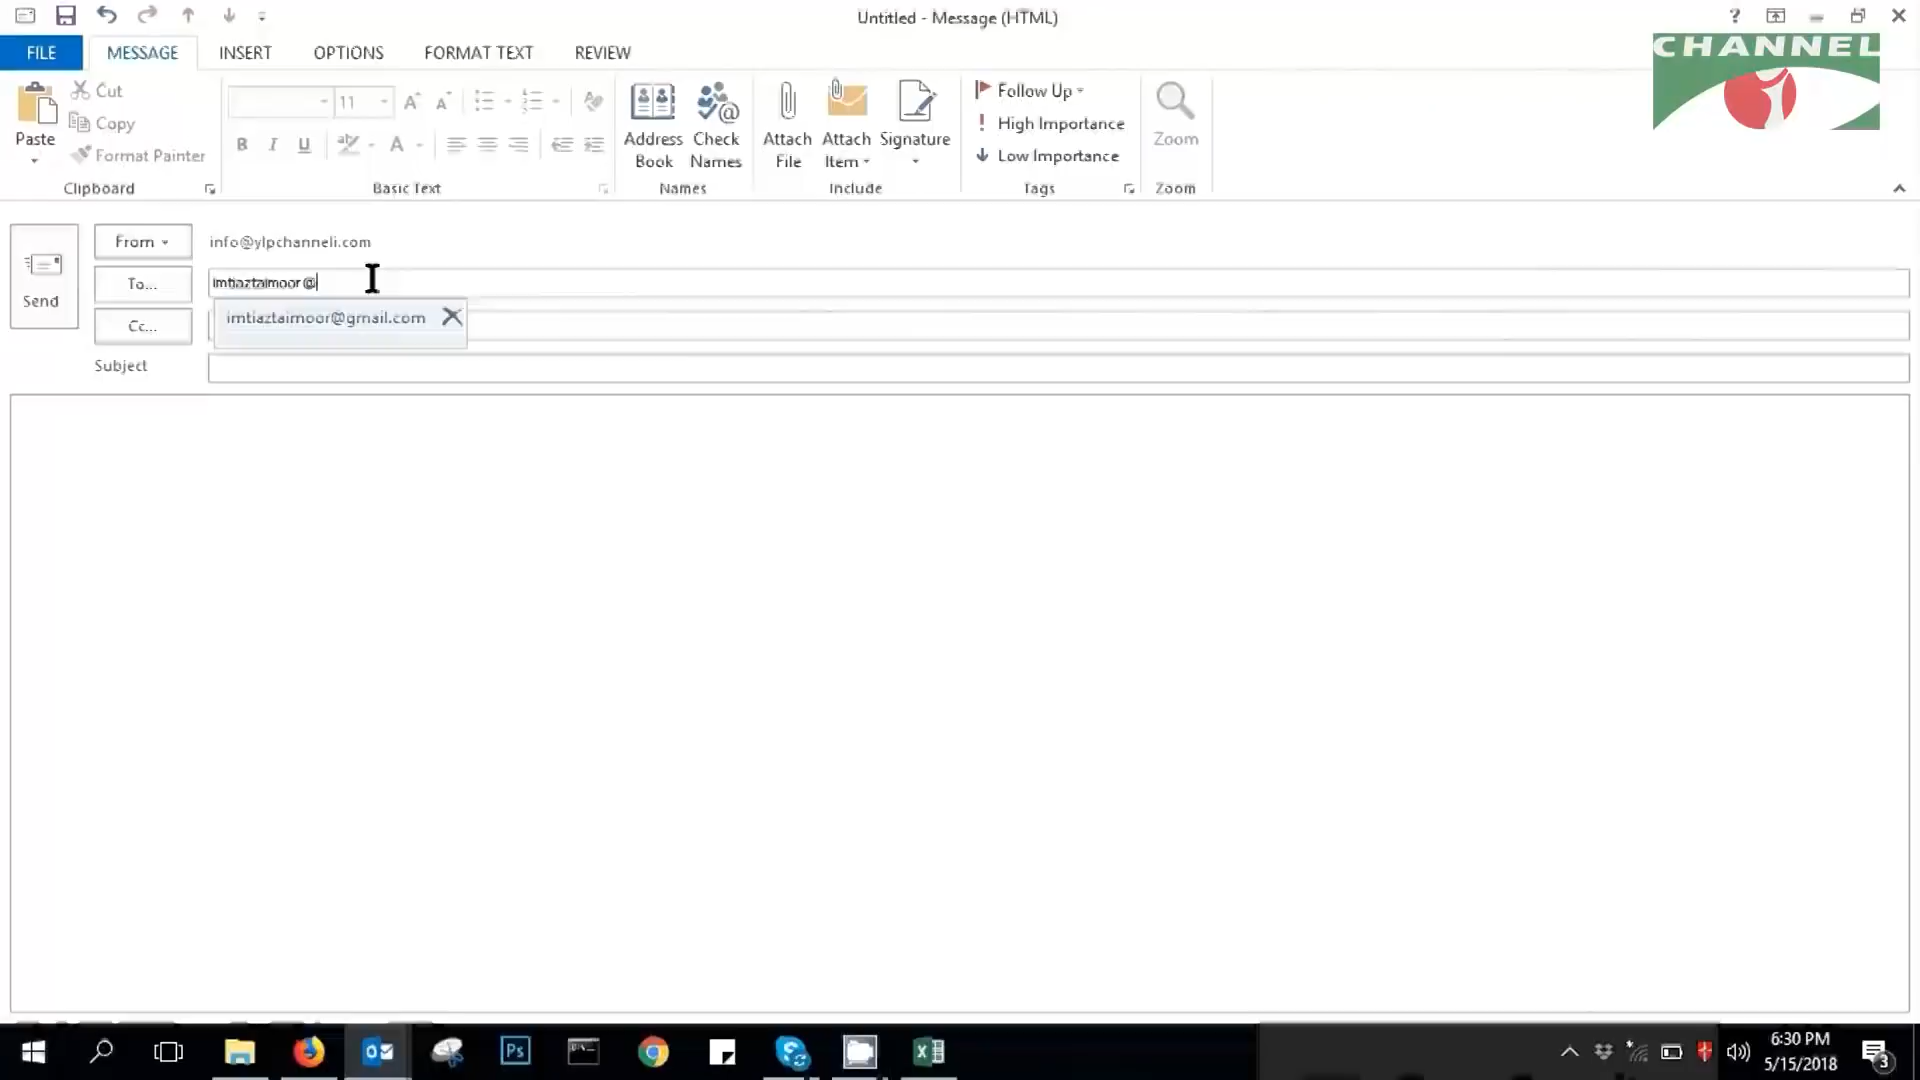 Untitled - Message (HTML)
?
CHANNEL
FILE MESSAGE INSERT OPTIONS FORMAT TEXT REVIEW
Paste
Cut
Copy
Format Painter
Clipboard
11
B I U A
Basic Text
Address Book
Check Names
Names
Attach File
Attach Item
Signature
Include
Follow Up
High Importance
Low Importance
Tags
Zoom
Zoom
Send
From info@ylpchanneli.com
To... imtiaztaimoor@
imtiaztaimoor@gmail.com
Cc...
Subject
Ps
6:30 PM
5/15/2018
3